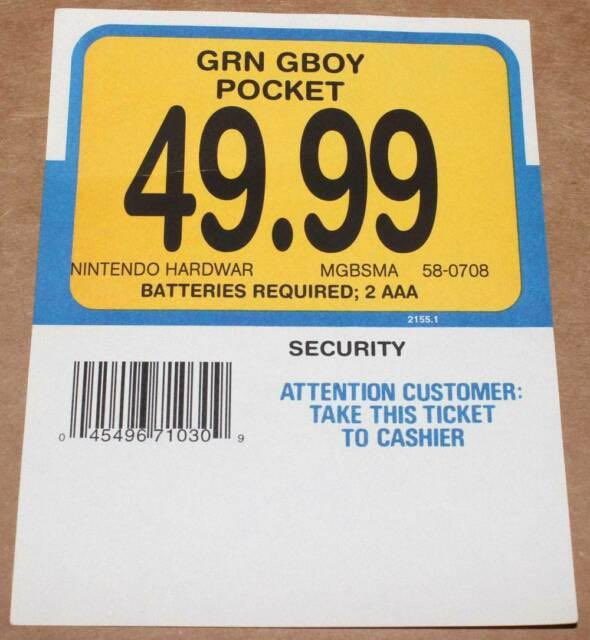 GRN GBOY
POCKET
49.99
NINTENDO HARDWAR MGBSMA 58-0708
BATTERIES REQUIRED; 2 AAA
2155.1
SECURITY
ATTENTION CUSTOMER:
TAKE THIS TICKET
TO CASHIER
0 45496 71030 9